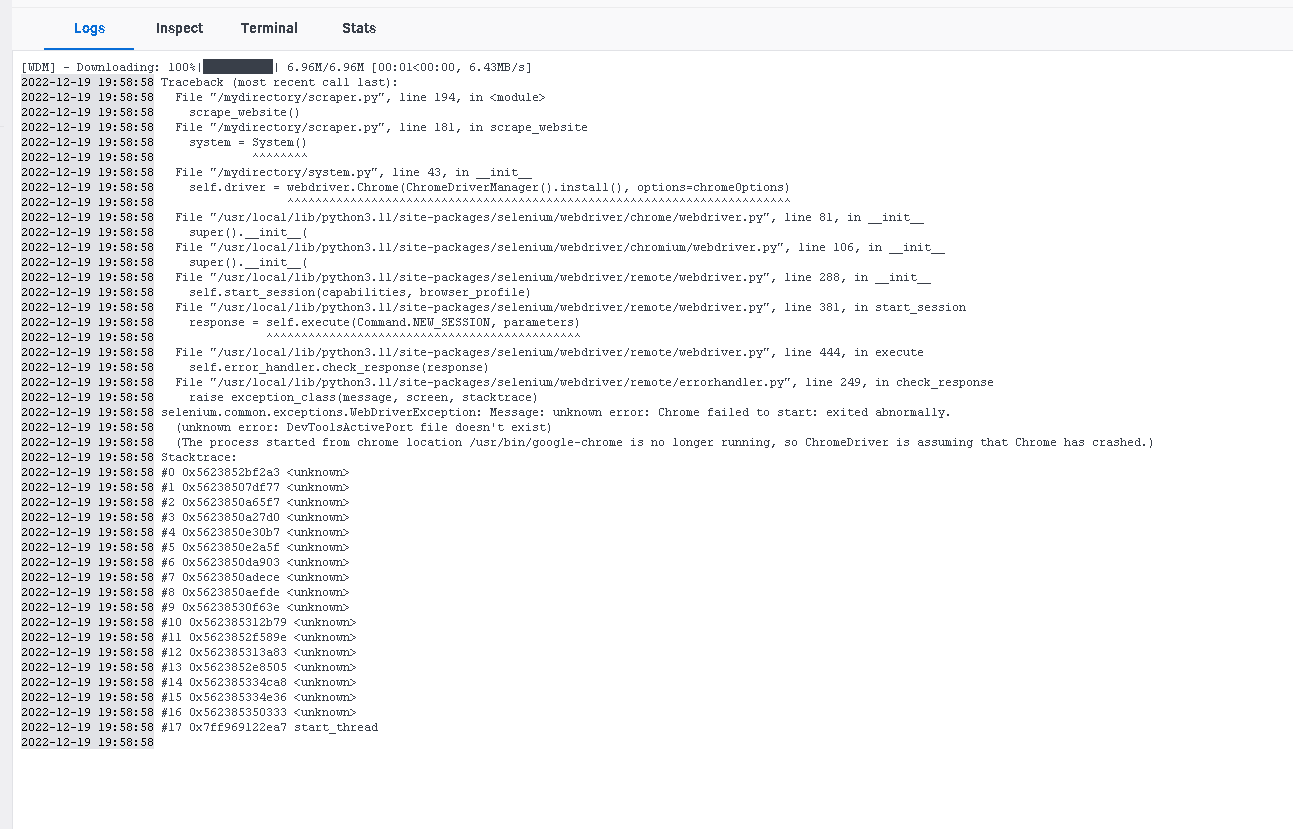 Logs Inspect Terminal Stats
[WDM] - Downloading: 100%|██████████| 6.96M/6.96M [00:01<00:00, 6.43MB/s]
2022-12-19 19:58:58 Traceback (most recent call last):
2022-12-19 19:58:58   File "/mydirectory/scraper.py", line 194, in <module>
2022-12-19 19:58:58     scrape_website()
2022-12-19 19:58:58   File "/mydirectory/scraper.py", line 181, in scrape_website
2022-12-19 19:58:58     system = System()
2022-12-19 19:58:58              ^^^^^^^^
2022-12-19 19:58:58   File "/mydirectory/system.py", line 43, in __init__
2022-12-19 19:58:58     self.driver = webdriver.Chrome(ChromeDriverManager().install(), options=chromeOptions)
2022-12-19 19:58:58                   ^^^^^^^^^^^^^^^^^^^^^^^^^^^^^^^^^^^^^^^^^^^^^^^^^^^^^^^^^^^^^^^^^^^^^^^^
2022-12-19 19:58:58   File "/usr/local/lib/python3.11/site-packages/selenium/webdriver/chrome/webdriver.py", line 81, in __init__
2022-12-19 19:58:58     super().__init__(
2022-12-19 19:58:58   File "/usr/local/lib/python3.11/site-packages/selenium/webdriver/chromium/webdriver.py", line 106, in __init__
2022-12-19 19:58:58     super().__init__(
2022-12-19 19:58:58   File "/usr/local/lib/python3.11/site-packages/selenium/webdriver/remote/webdriver.py", line 288, in __init__
2022-12-19 19:58:58     self.start_session(capabilities, browser_profile)
2022-12-19 19:58:58   File "/usr/local/lib/python3.11/site-packages/selenium/webdriver/remote/webdriver.py", line 381, in start_session
2022-12-19 19:58:58     response = self.execute(Command.NEW_SESSION, parameters)
2022-12-19 19:58:58                ^^^^^^^^^^^^^^^^^^^^^^^^^^^^^^^^^^^^^^^^^^^^^
2022-12-19 19:58:58   File "/usr/local/lib/python3.11/site-packages/selenium/webdriver/remote/webdriver.py", line 444, in execute
2022-12-19 19:58:58     self.error_handler.check_response(response)
2022-12-19 19:58:58   File "/usr/local/lib/python3.11/site-packages/selenium/webdriver/remote/errorhandler.py", line 249, in check_response
2022-12-19 19:58:58     raise exception_class(message, screen, stacktrace)
2022-12-19 19:58:58 selenium.common.exceptions.WebDriverException: Message: unknown error: Chrome failed to start: exited abnormally.
2022-12-19 19:58:58   (unknown error: DevToolsActivePort file doesn't exist)
2022-12-19 19:58:58   (The process started from chrome location /usr/bin/google-chrome is no longer running, so ChromeDriver is assuming that Chrome has crashed.)
2022-12-19 19:58:58 Stacktrace:
2022-12-19 19:58:58 #0 0x5623852bf2a3 <unknown>
2022-12-19 19:58:58 #1 0x56238507df77 <unknown>
2022-12-19 19:58:58 #2 0x5623850a65f7 <unknown>
2022-12-19 19:58:58 #3 0x5623850a27d0 <unknown>
2022-12-19 19:58:58 #4 0x5623850e30b7 <unknown>
2022-12-19 19:58:58 #5 0x5623850e2a5f <unknown>
2022-12-19 19:58:58 #6 0x5623850da903 <unknown>
2022-12-19 19:58:58 #7 0x5623850adece <unknown>
2022-12-19 19:58:58 #8 0x5623850aefde <unknown>
2022-12-19 19:58:58 #9 0x56238530f63e <unknown>
2022-12-19 19:58:58 #10 0x562385312b79 <unknown>
2022-12-19 19:58:58 #11 0x5623852f589e <unknown>
2022-12-19 19:58:58 #12 0x562385313a83 <unknown>
2022-12-19 19:58:58 #13 0x5623852e8505 <unknown>
2022-12-19 19:58:58 #14 0x562385334ca8 <unknown>
2022-12-19 19:58:58 #15 0x562385334e36 <unknown>
2022-12-19 19:58:58 #16 0x562385350333 <unknown>
2022-12-19 19:58:58 #17 0x7ff969122ea7 start_thread
2022-12-19 19:58:58